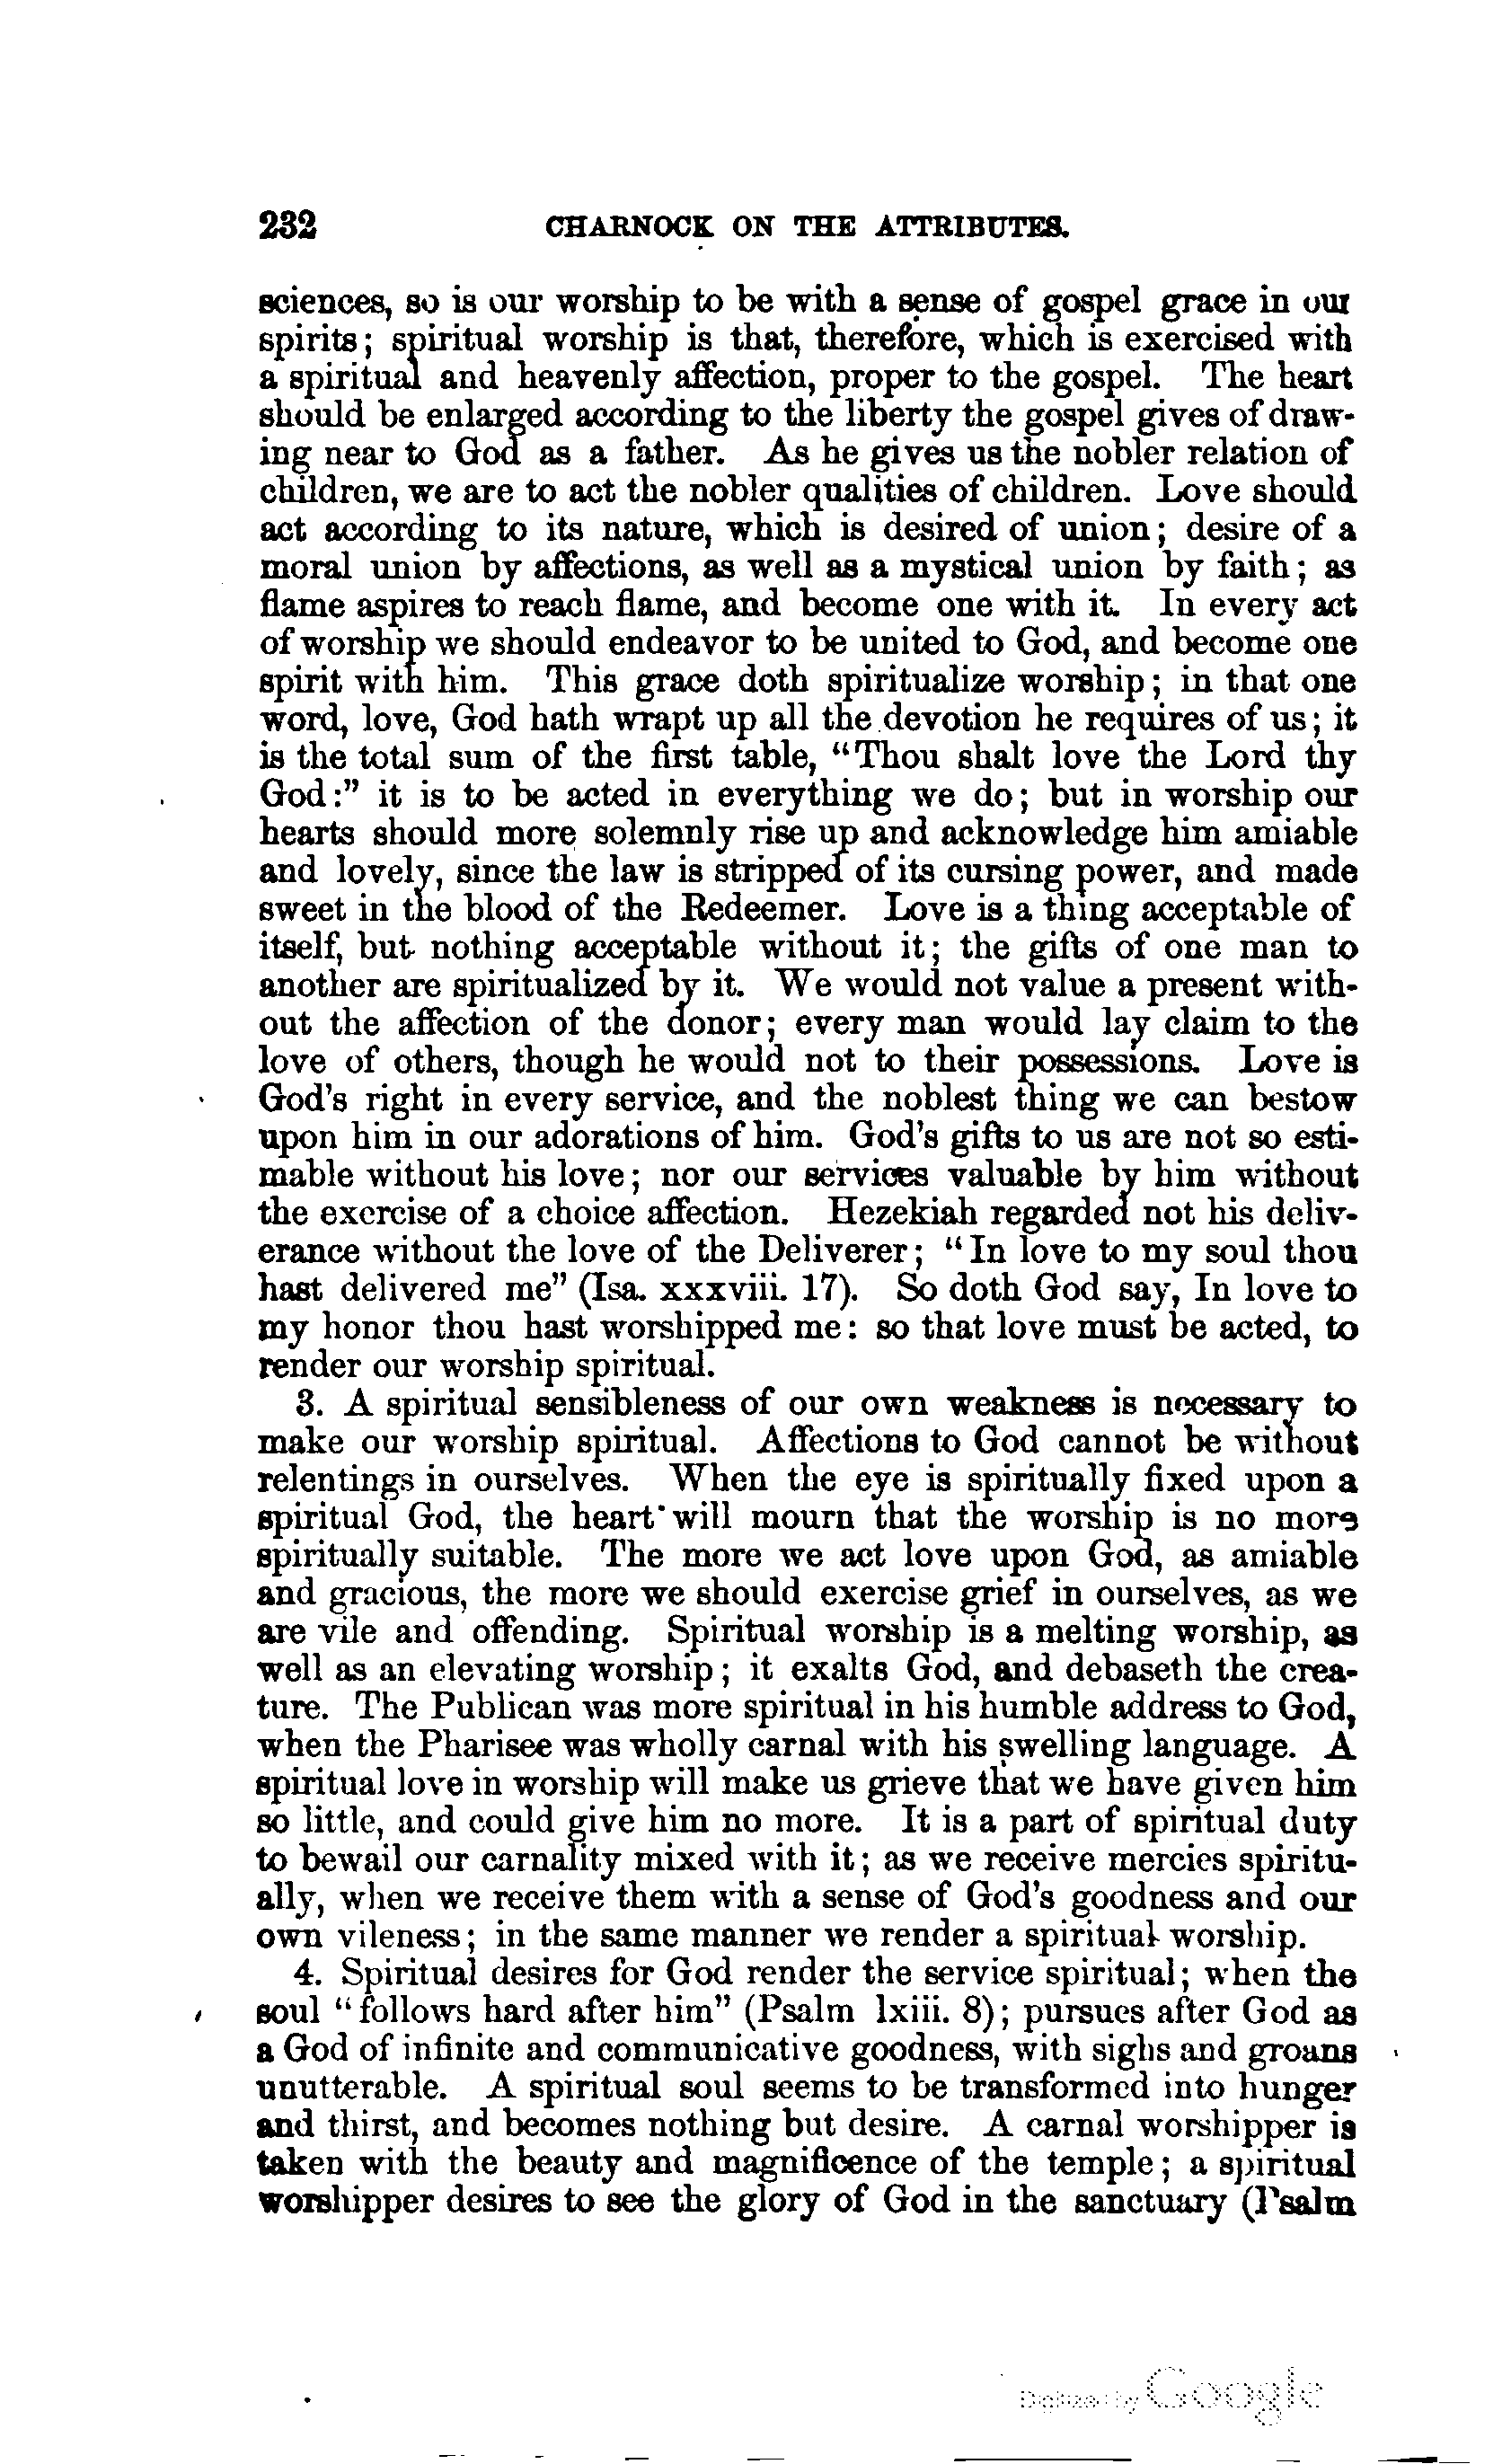 232 CHARNOCK ON THE ATTRIBUTES.
sciences, so is our worship to be with a sense of gospel grace in our
spirits; spiritual worship is that, therefore, which is exercised with
a spiritual and heavenly affection, proper to the gospel. The heart
should be enlarged according to the liberty the gospel gives of draw-
ing near to God as a father. As he gives us the nobler relation of
children, we are to act the nobler qualities of children. Love should
act according to its nature, which is desired of union; desire of a
moral union by affections, as well as a mystical union by faith; as
flame aspires to reach flame, and become one with it. In every act
of worship we should endeavor to be united to God, and become one
spirit with him. This grace doth spiritualize worship; in that one
word, love, God hath wrapt up all the devotion he requires of us; it
is the total sum of the first table, "Thou shalt love the Lord thy
God:" it is to be acted in everything we do; but in worship our
hearts should more solemnly rise up and acknowledge him amiable
and lovely, since the law is stripped of its cursing power, and made
sweet in the blood of the Redeemer. Love is a thing acceptable of
itself, but nothing acceptable without it; the gifts of one man to
another are spiritualized by it. We would not value a present with-
out the affection of the donor; every man would lay claim to the
love of others, though he would not to their possessions. Love is
God's right in every service, and the noblest thing we can bestow
upon him in our adorations of him. God's gifts to us are not so esti-
mable without his love; nor our services valuable by him without
the exercise of a choice affection. Hezekiah regarded not his deliv-
erance without the love of the Deliverer; "In love to my soul thou
hast delivered me" (Isa. xxxviii. 17). So doth God say, In love to
my honor thou hast worshipped me: so that love must be acted, to
render our worship spiritual.
3. A spiritual sensibleness of our own weakness is necessary to
make our worship spiritual. Affections to God cannot be without
relentings in ourselves. When the eye is spiritually fixed upon a
spiritual God, the heart will mourn that the worship is no more
spiritually suitable. The more we act love upon God, as amiable
and gracious, the more we should exercise grief in ourselves, as we
are vile and offending. Spiritual worship is a melting worship, as
well as an elevating worship; it exalts God, and debaseth the crea-
ture. The Publican was more spiritual in his humble address to God,
when the Pharisee was wholly carnal with his swelling language. A
spiritual love in worship will make us grieve that we have given him
so little, and could give him no more. It is a part of spiritual duty
to bewail our carnality mixed with it; as we receive mercies spiritu-
ally, when we receive them with a sense of God's goodness and our
own vileness; in the same manner we render a spiritual worship.
4. Spiritual desires for God render the service spiritual; when the
soul "follows hard after him" (Psalm lxiii. 8); pursues after God as
a God of infinite and communicative goodness, with sighs and groans
unutterable. A spiritual soul seems to be transformed into hunger
and thirst, and becomes nothing but desire. A carnal worshipper is
taken with the beauty and magnificence of the temple; a spiritual
worshipper desires to see the glory of God in the sanctuary (Psalm
Digitized by Google